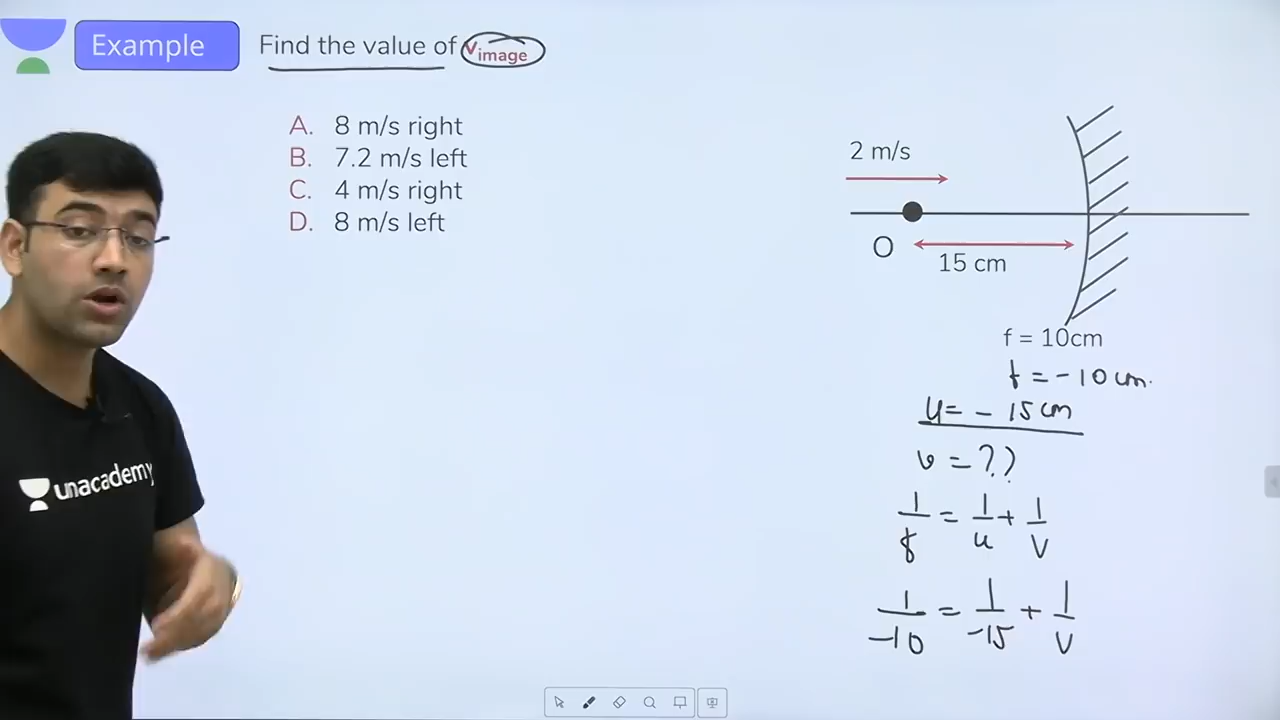 Example
Find the value of v image
A. 8 m/s right
B. 7.2 m/s left
C. 4 m/s right
D. 8 m/s left
2 m/s
O
15 cm
f = 10cm
f = - 10 cm.
u = - 15 cm
v = ??
1/f = 1/u + 1/v
1/-10 = 1/-15 + 1/v
unacademy